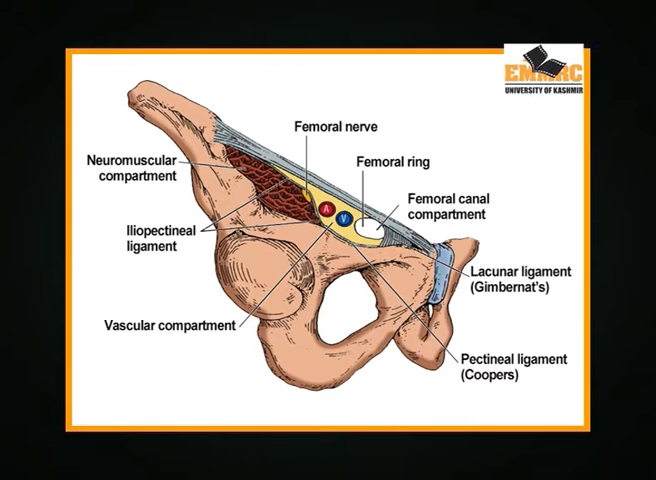 EMMRC
UNIVERSITY OF KASHMIR
Femoral nerve
Neuromuscular
compartment
Femoral ring
Femoral canal
compartment
Iliopectineal
ligament
A
V
Lacunar ligament
(Gimbernat's)
Vascular compartment
Pectineal ligament
(Coopers)